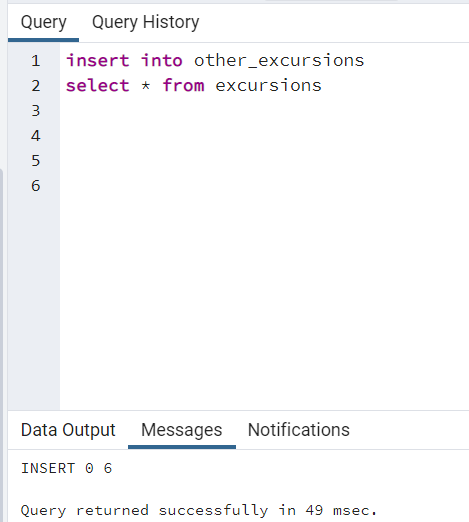 Query Query History
1 insert into other_excursions
2 select * from excursions
3
4
5
6
Data Output Messages Notifications
INSERT 0 6
Query returned successfully in 49 msec.